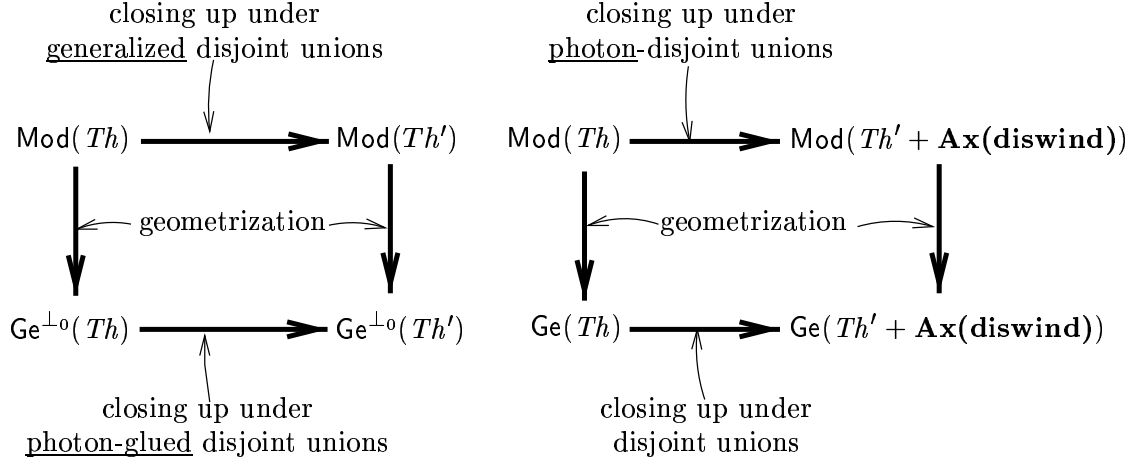 closing up under
generalized disjoint unions
Mod(Th)
Mod(Th′)
geometrization
Ge⊥₀(Th)
Ge⊥₀(Th′)
closing up under
photon-glued disjoint unions
closing up under
photon-disjoint unions
Mod(Th)
Mod(Th′ + Ax(diswind))
geometrization
Ge(Th)
Ge(Th′ + Ax(diswind))
closing up under
disjoint unions